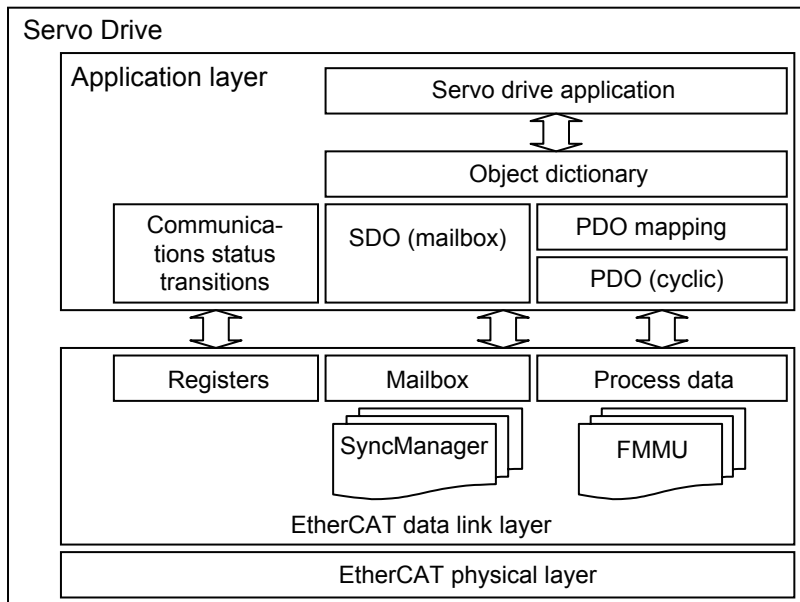 Servo Drive
Application layer
Servo drive application
Object dictionary
Communica-
tions status
transitions
SDO (mailbox)
PDO mapping
PDO (cyclic)
Registers
Mailbox
Process data
SyncManager
FMMU
EtherCAT data link layer
EtherCAT physical layer